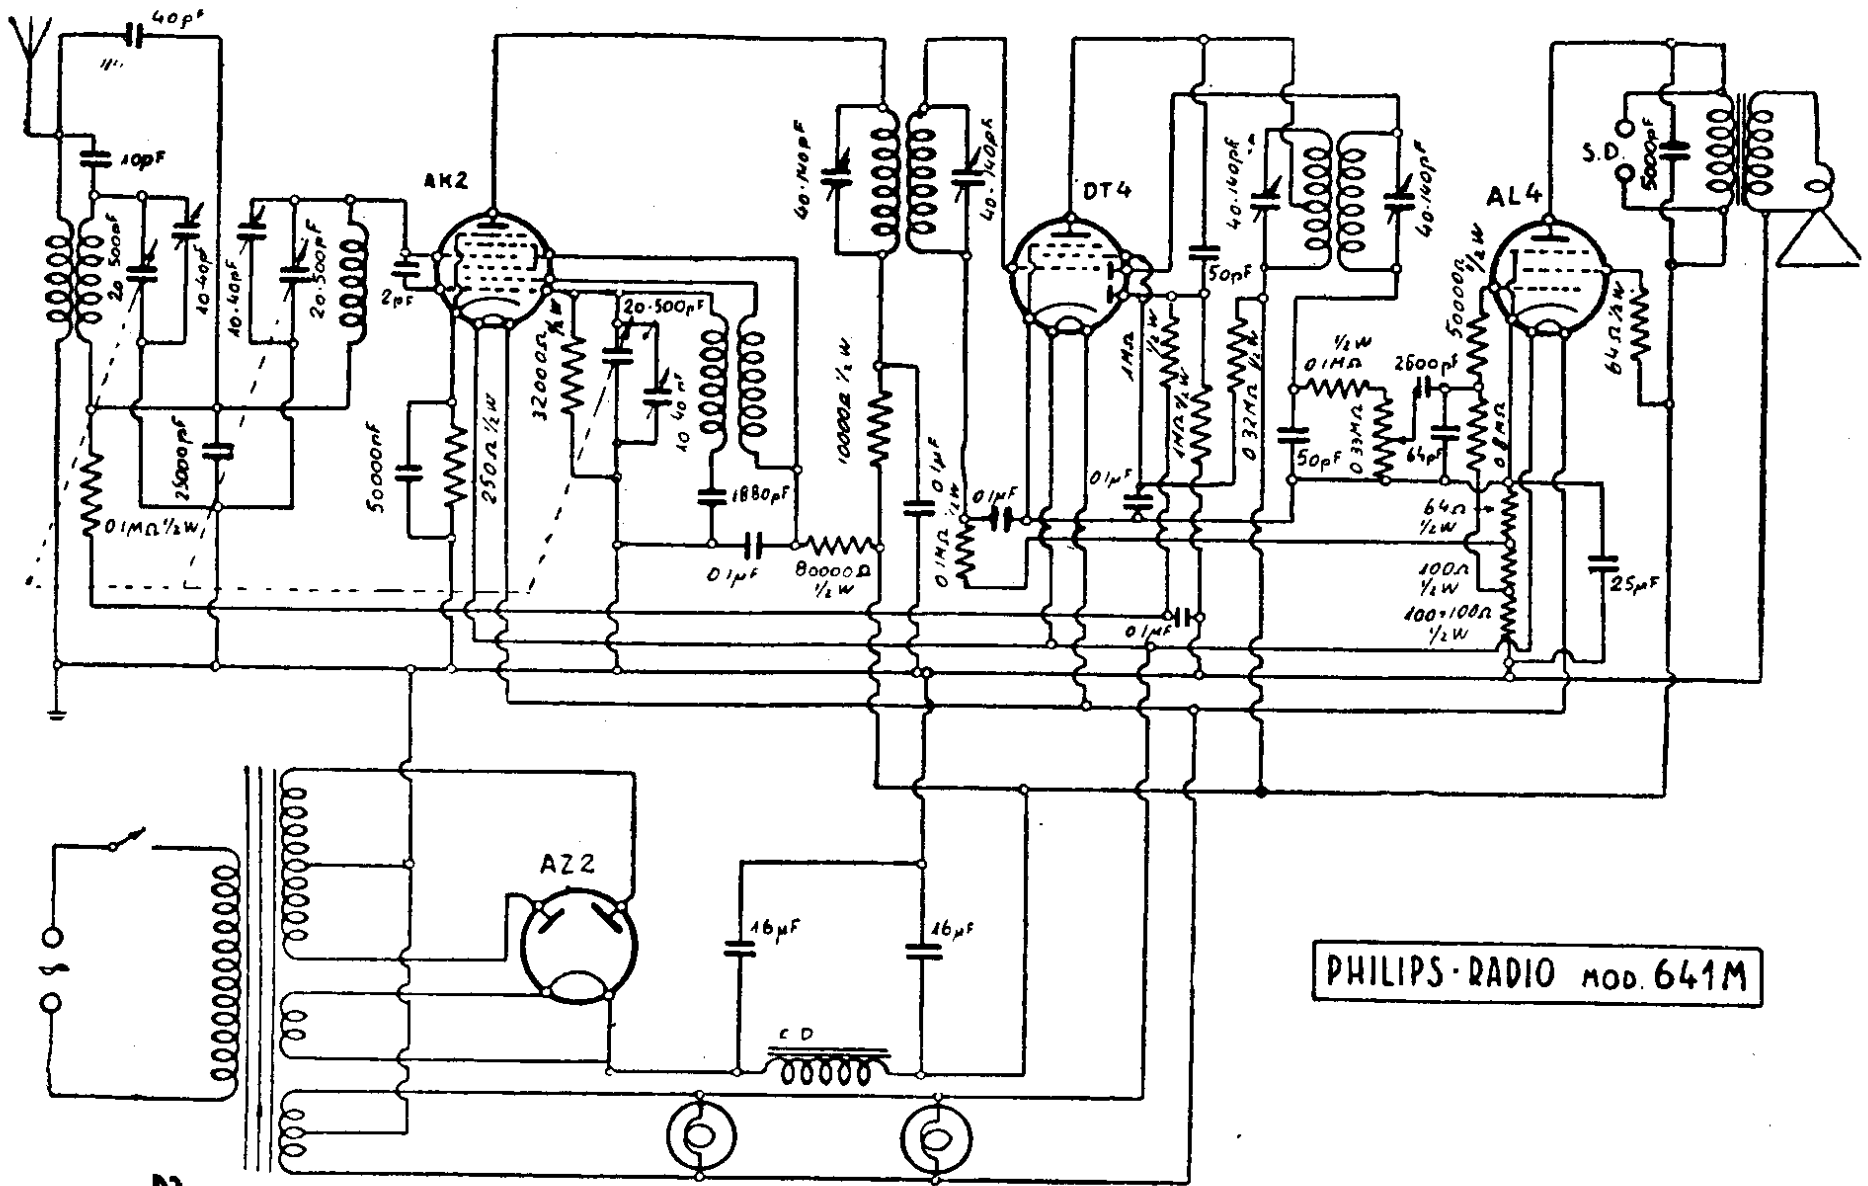 40pF
10pF
20 500pF
10-40pF
10-40pF
20-500pF
2pF
AK2
25000pF
0 1MΩ ½W
50000pF
250Ω ½W
32000Ω ½W
20-500pF
10 40pF
1880pF
0 1µF
80000Ω
½W
40-140pF
40-140pF
10000Ω ½W
0 1µF
0 1MΩ ½W
0 1µF
DT4
50pF
1MΩ ½W
1MΩ ½W
0 32MΩ ½W
0 1µF
0 1µF
40-140pF
40-140pF
½W
0 1MΩ
50pF
0 33MΩ
2600pF
64pF
AL4
50000Ω
½W
64Ω ½W
64Ω
½W
100Ω
½W
100+100Ω
½W
25µF
S.D.
5000pF
AZ2
16µF
16µF
C D
PHILIPS-RADIO MOD. 641M